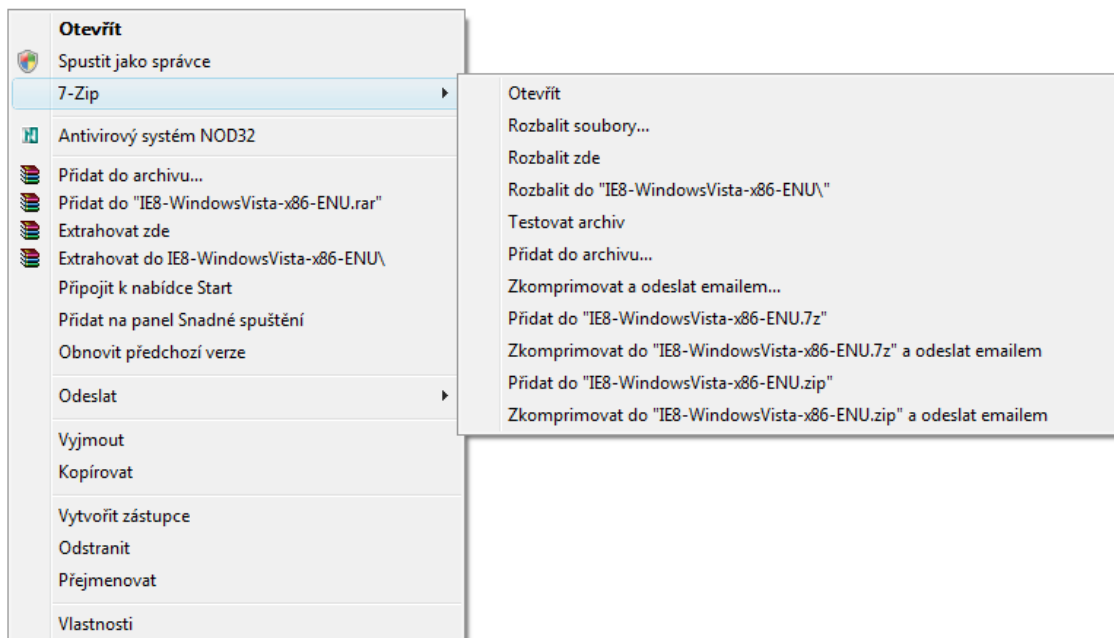 Otevřít
Spustit jako správce
7-Zip
Antivirový systém NOD32
Přidat do archivu...
Přidat do "IE8-WindowsVista-x86-ENU.rar"
Extrahovat zde
Extrahovat do IE8-WindowsVista-x86-ENU\
Připojit k nabídce Start
Přidat na panel Snadné spuštění
Obnovit předchozí verze
Odeslat
Vyjmout
Kopírovat
Vytvořit zástupce
Odstranit
Přejmenovat
Vlastnosti
Otevřít
Rozbalit soubory...
Rozbalit zde
Rozbalit do "IE8-WindowsVista-x86-ENU\"
Testovat archiv
Přidat do archivu...
Zkomprimovat a odeslat emailem...
Přidat do "IE8-WindowsVista-x86-ENU.7z"
Zkomprimovat do "IE8-WindowsVista-x86-ENU.7z" a odeslat emailem
Přidat do "IE8-WindowsVista-x86-ENU.zip"
Zkomprimovat do "IE8-WindowsVista-x86-ENU.zip" a odeslat emailem